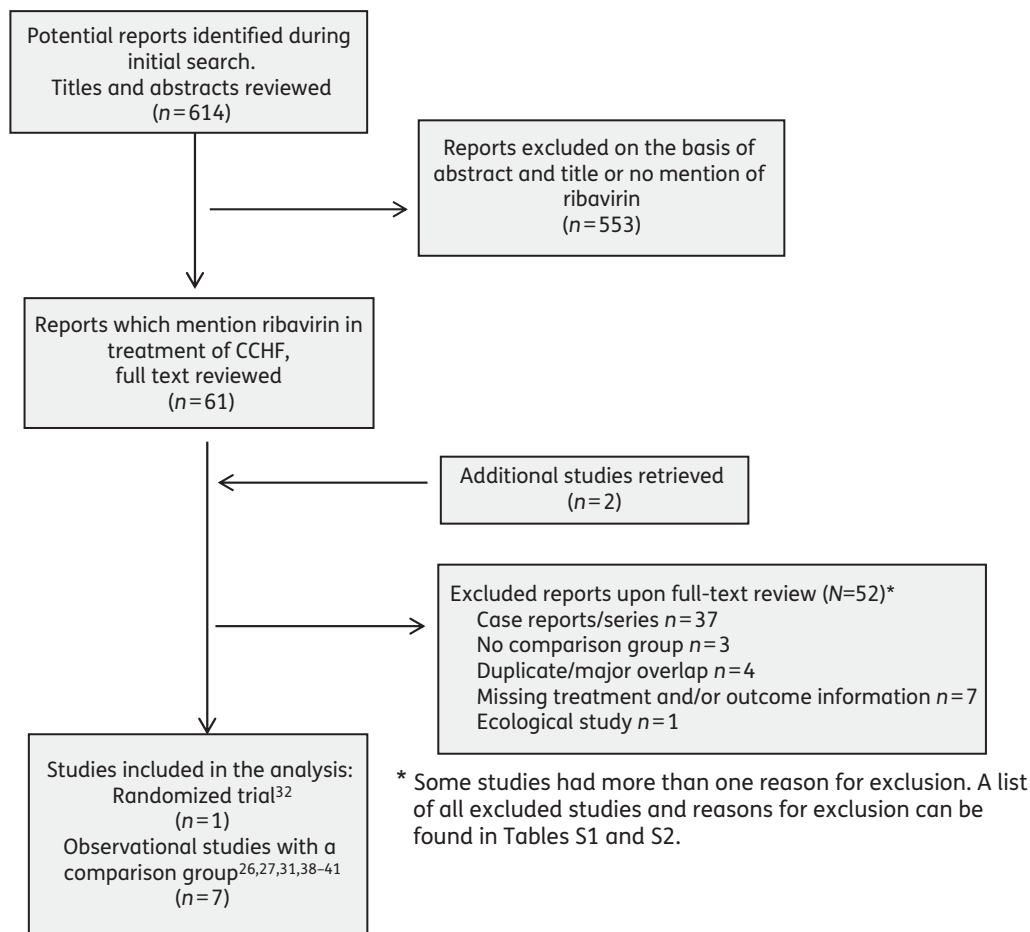 Potential reports identified during
initial search.
Titles and abstracts reviewed
(n=614)
Reports excluded on the basis of
abstract and title or no mention of
ribavirin
(n=553)
Reports which mention ribavirin in
treatment of CCHF,
full text reviewed
(n=61)
Additional studies retrieved
(n=2)
Excluded reports upon full-text review (N=52)*
Case reports/series n=37
No comparison group n=3
Duplicate/major overlap n=4
Missing treatment and/or outcome information n=7
Ecological study n=1
Studies included in the analysis:
Randomized trial32
(n=1)
Observational studies with a
comparison group26,27,31,38–41
(n=7)
* Some studies had more than one reason for exclusion. A list
of all excluded studies and reasons for exclusion can be
found in Tables S1 and S2.